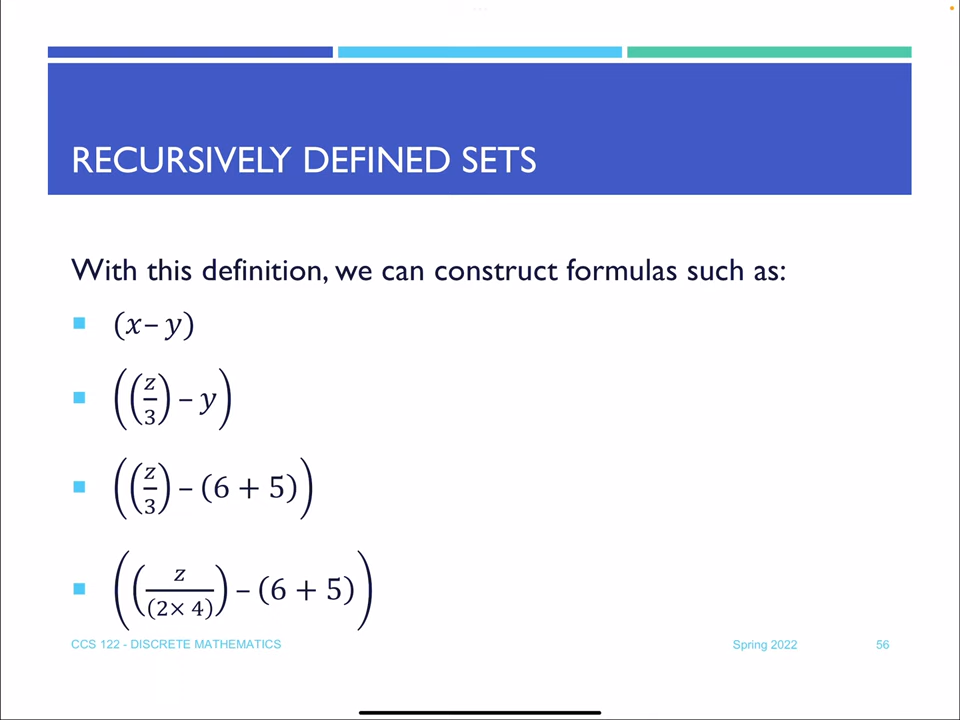 RECURSIVELY DEFINED SETS
With this definition, we can construct formulas such as:
▪ (x – y)
▪ ((z/3) – y)
▪ ((z/3) – (6 + 5))
▪ ((z/(2× 4)) – (6 + 5))
CCS 122 - DISCRETE MATHEMATICS Spring 2022 56